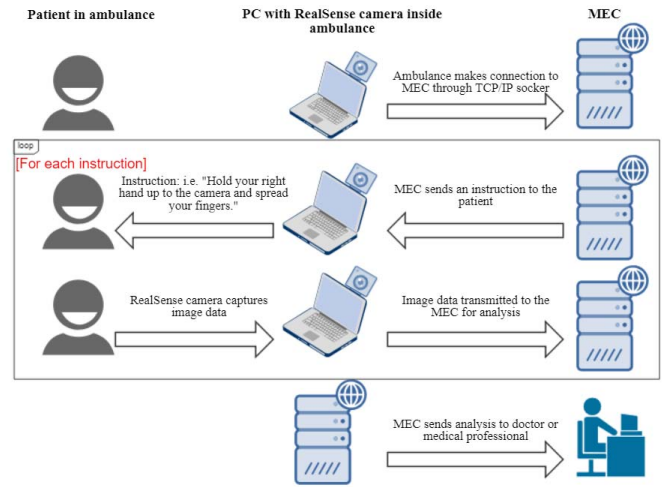 Patient in ambulance
PC with RealSense camera inside
ambulance
MEC
Ambulance makes connection to
MEC through TCP/IP socker
loop
[For each instruction]
Instruction: i.e. "Hold your right
hand up to the camera and spread
your fingers."
MEC sends an instruction to the
patient
RealSense camera captures
image data
Image data transmitted to the
MEC for analysis
MEC sends analysis to doctor or
medical professional